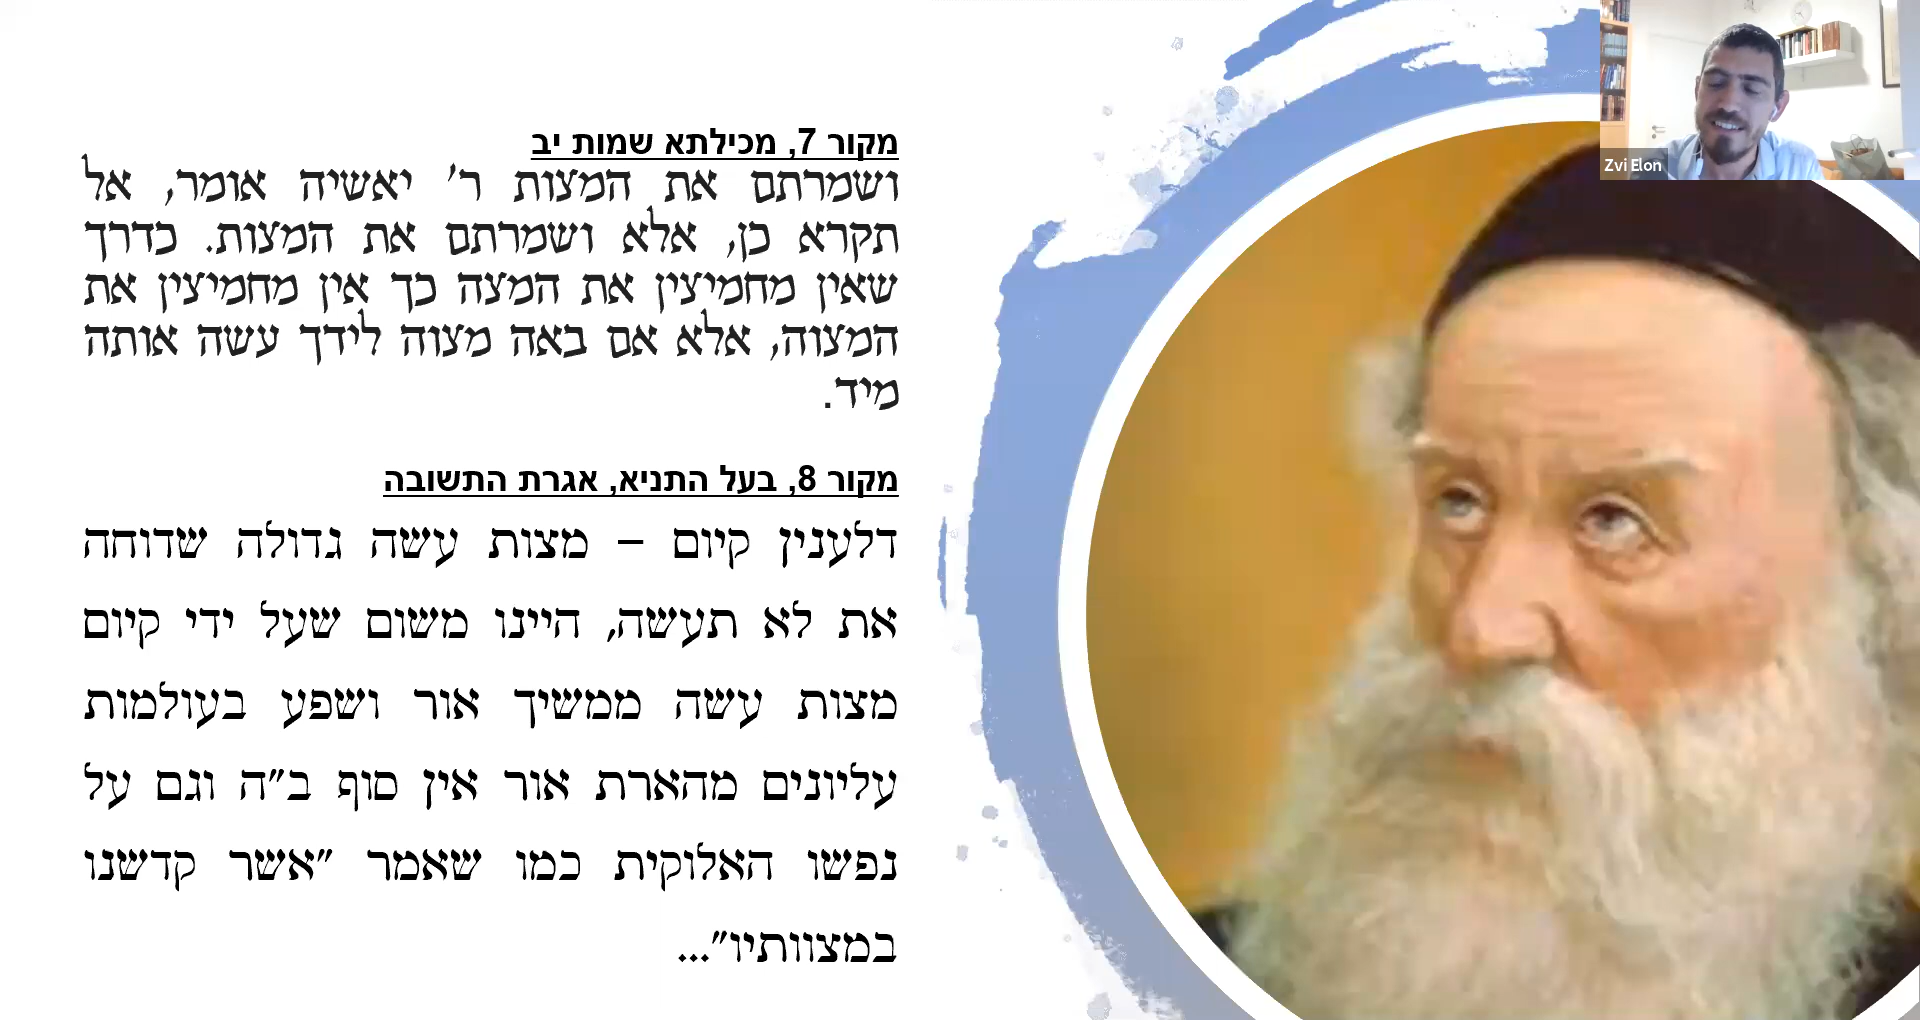 מקור 7, מכילתא שמות יב
ושמרתם את המצות ר' יאשיה אומר, אל
תקרא כן, אלא ושמרתם את המצות. כדרך
שאין מחמיצין את המצה כך אין מחמיצין את
המצוה, אלא אם באה מצוה לידך עשה אותה
מיד.
מקור 8, בעל התניא, אגרת התשובה
דלענין קיום – מצות עשה גדולה שדוחה
את לא תעשה, היינו משום שעל ידי קיום
מצות עשה ממשיך אור ושפע בעולמות
עליונים מהארת אור אין סוף ב"ה וגם על
נפשו האלוקית כמו שאמר "אשר קדשנו
במצוותיו"...
Zvi Elon